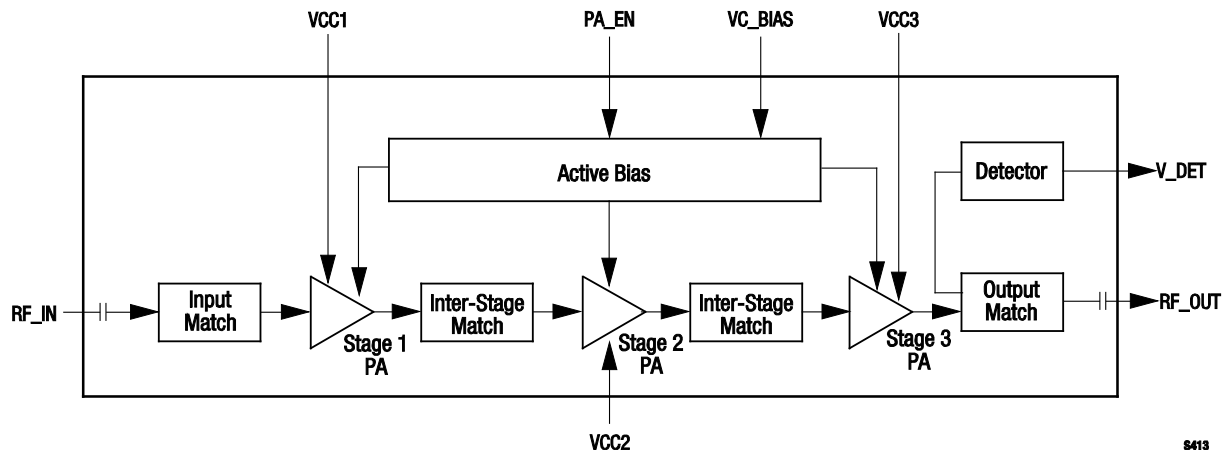 VCC1
PA_EN
VC_BIAS
VCC3
Active Bias
Detector
V_DET
RF_IN
Input
Match
Stage 1
PA
Inter-Stage
Match
Stage 2
PA
Inter-Stage
Match
Stage 3
PA
Output
Match
RF_OUT
VCC2
S413